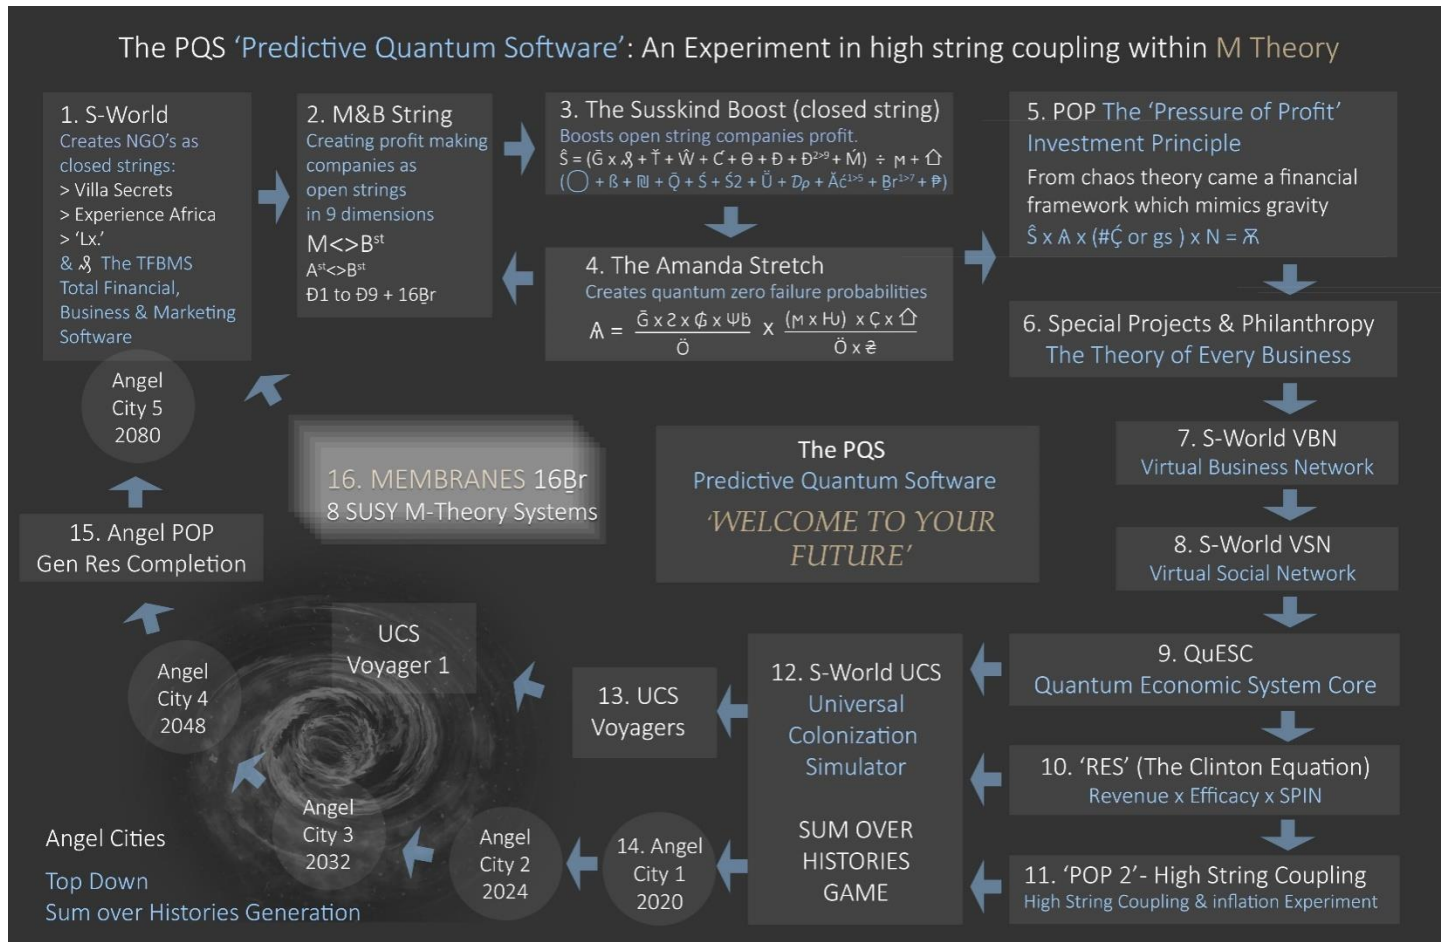 The PQS ‘Predictive Quantum Software’: An Experiment in high string coupling within M Theory
1. S-World
Creates NGO’s as
closed strings:
> Villa Secrets
> Experience Africa
> ‘Lx.’
& The TFBMS
Total Financial,
Business & Marketing
Software
2. M&B String
Creating profit making
companies as
open strings
in 9 dimensions
M<>Bˢᵗ
Aˢᵗ<>Bˢᵗ
Đ1 to Đ9 + 16Ḇr
3. The Susskind Boost (closed string)
Boosts open string companies profit.
4. The Amanda Stretch
Creates quantum zero failure probabilities
5. POP The ‘Pressure of Profit’
Investment Principle
From chaos theory came a financial
framework which mimics gravity
6. Special Projects & Philanthropy
The Theory of Every Business
7. S-World VBN
Virtual Business Network
8. S-World VSN
Virtual Social Network
9. QuESC
Quantum Economic System Core
10. ‘RES’ (The Clinton Equation)
Revenue x Efficacy x SPIN
11. ‘POP 2’- High String Coupling
High String Coupling & inflation Experiment
12. S-World UCS
Universal
Colonization
Simulator
SUM OVER
HISTORIES
GAME
13. UCS
Voyagers
UCS
Voyager 1
14. Angel
City 1
2020
Angel
City 2
2024
Angel
City 3
2032
Angel
City 4
2048
15. Angel POP
Gen Res Completion
Angel
City 5
2080
16. MEMBRANES 16Ḇr
8 SUSY M-Theory Systems
The PQS
Predictive Quantum Software
‘WELCOME TO YOUR
FUTURE’
Angel Cities
Top Down
Sum over Histories Generation